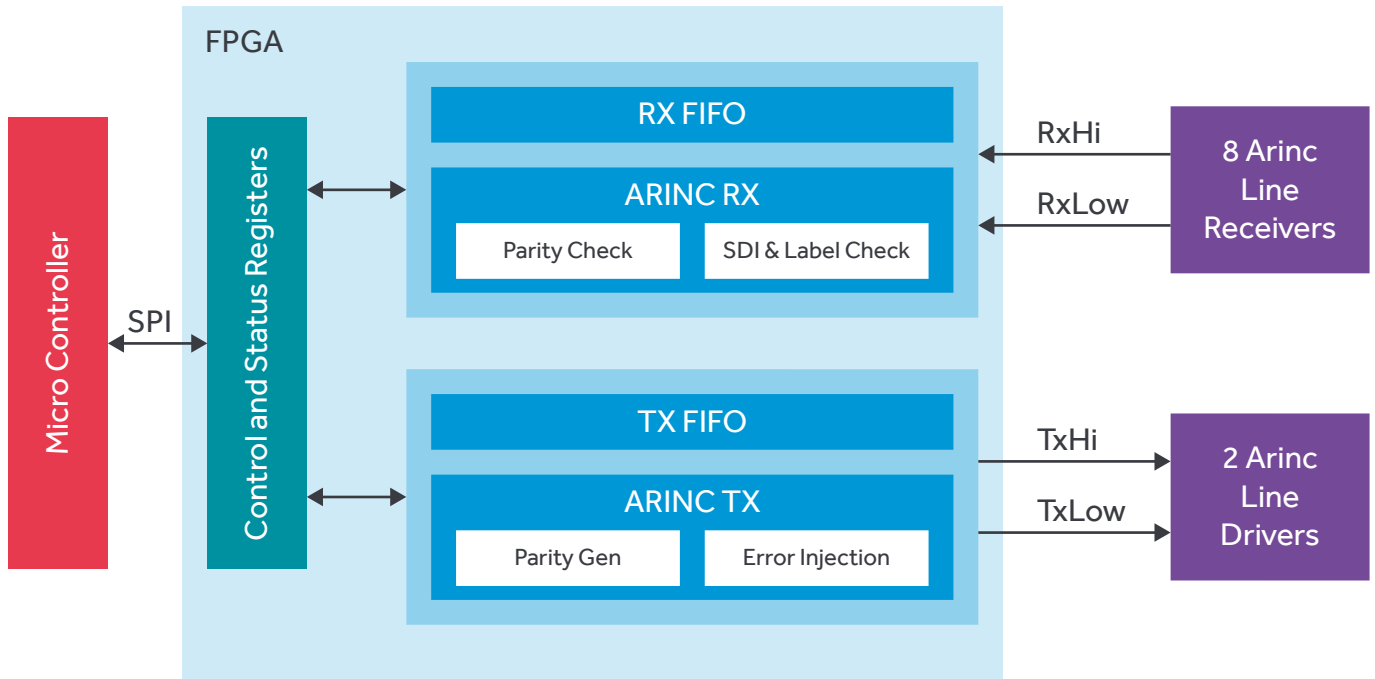 FPGA
Micro Controller
SPI
Control and Status Registers
RX FIFO
ARINC RX
Parity Check
SDI & Label Check
RxHi
RxLow
8 Arinc
Line
Receivers
TX FIFO
ARINC TX
Parity Gen
Error Injection
TxHi
TxLow
2 Arinc
Line
Drivers